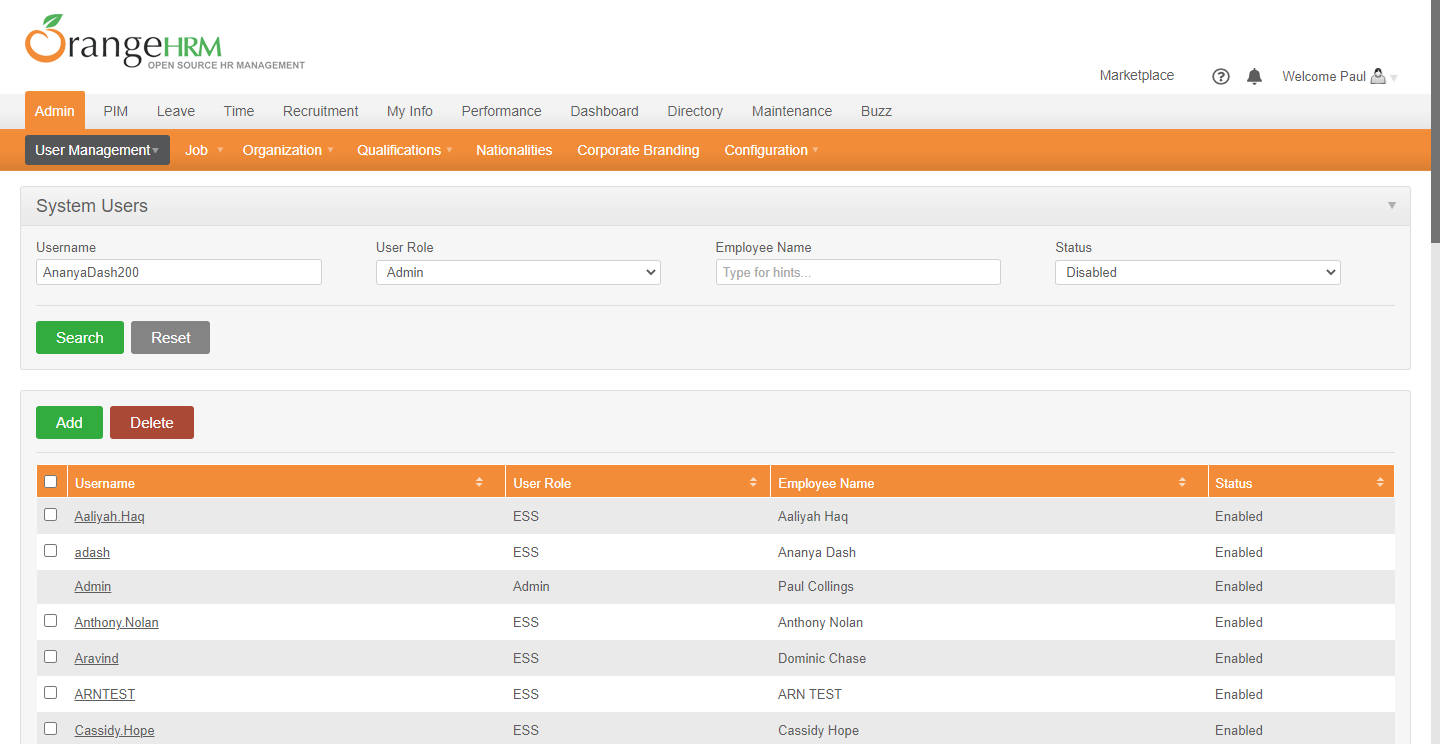 OrangeHRM
OPEN SOURCE HR MANAGEMENT
Marketplace ? Welcome Paul
Admin PIM Leave Time Recruitment My Info Performance Dashboard Directory Maintenance Buzz
User Management Job Organization Qualifications Nationalities Corporate Branding Configuration
System Users
Username User Role Employee Name Status
AnanyaDash200 Admin Type for hints... Disabled
Search Reset
Add Delete
Username User Role Employee Name Status
Aaliyah.Haq ESS Aaliyah Haq Enabled
adash ESS Ananya Dash Enabled
Admin Admin Paul Collings Enabled
Anthony.Nolan ESS Anthony Nolan Enabled
Aravind ESS Dominic Chase Enabled
ARNTEST ESS ARN TEST Enabled
Cassidy.Hope ESS Cassidy Hope Enabled